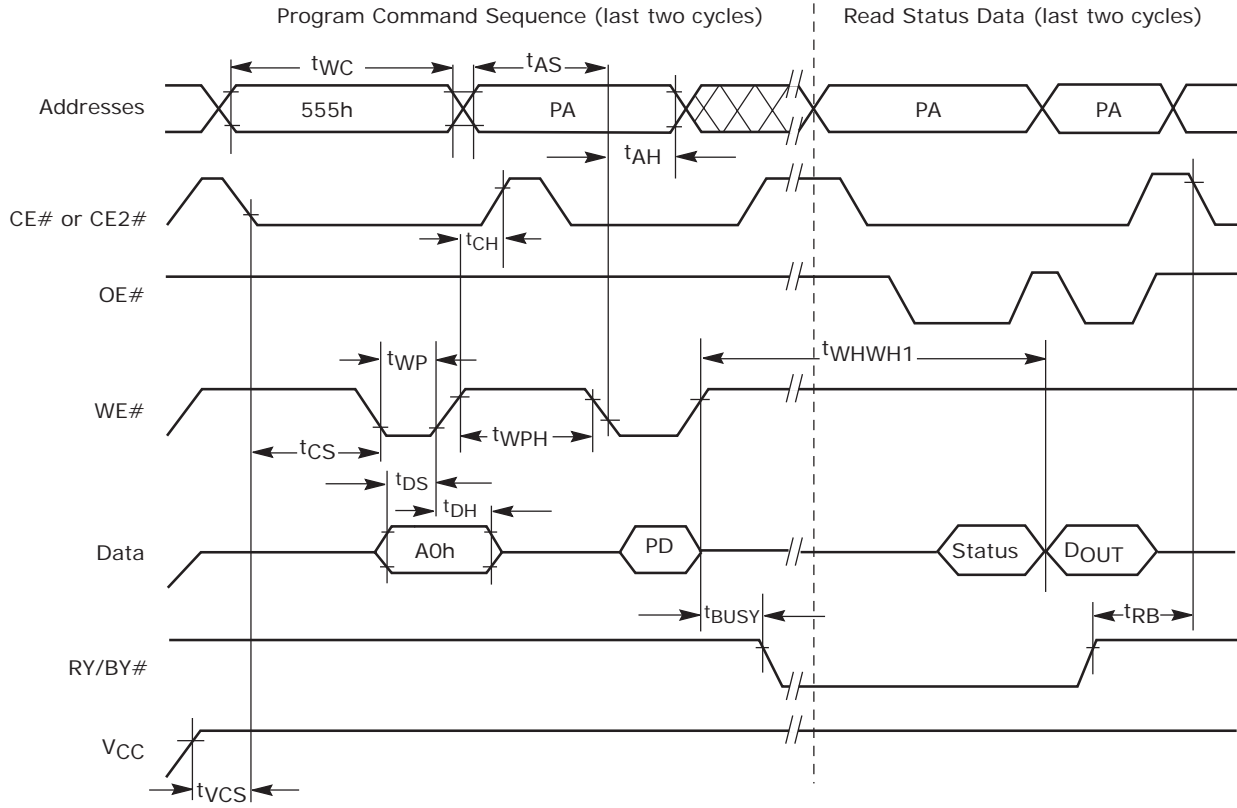 Program Command Sequence (last two cycles)
Read Status Data (last two cycles)
tWC
tAS
Addresses
555h
PA
PA
PA
tAH
CE# or CE2#
tCH
OE#
tWP
tWHWH1
WE#
tCS
tWPH
tDS
tDH
Data
A0h
PD
Status
DOUT
tBUSY
tRB
RY/BY#
VCC
tVCS